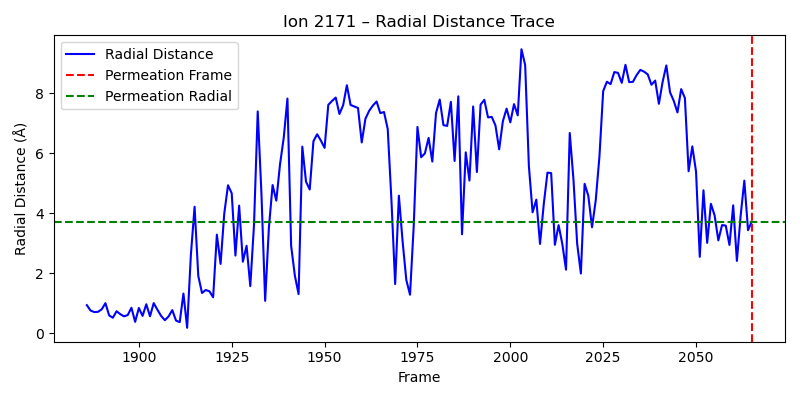 Ion 2171 – Radial Distance Trace
Radial Distance
Permeation Frame
Permeation Radial
Radial Distance (Å)
8
6
4
2
0
1900 1925 1950 1975 2000 2025 2050
Frame